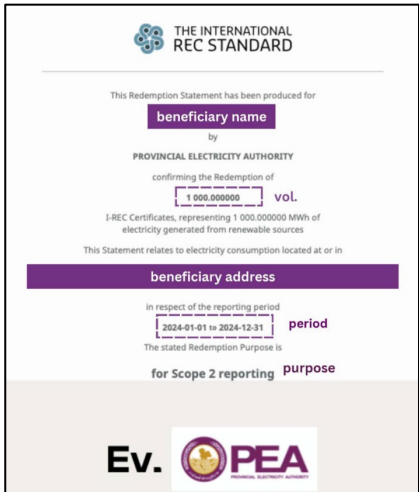 THE INTERNATIONAL
REC STANDARD
This Redemption Statement has been produced for
beneficiary name
by
PROVINCIAL ELECTRICITY AUTHORITY
confirming the Redemption of
1 000.000000 vol.
I-REC Certificates, representing 1 000.000000 MWh of
electricity generated from renewable sources
This Statement relates to electricity consumption located at or in
beneficiary address
in respect of the reporting period
2024-01-01 to 2024-12-31 period
The stated Redemption Purpose is
for Scope 2 reporting purpose
Ev. PEA
PROVINCIAL ELECTRICITY AUTHORITY